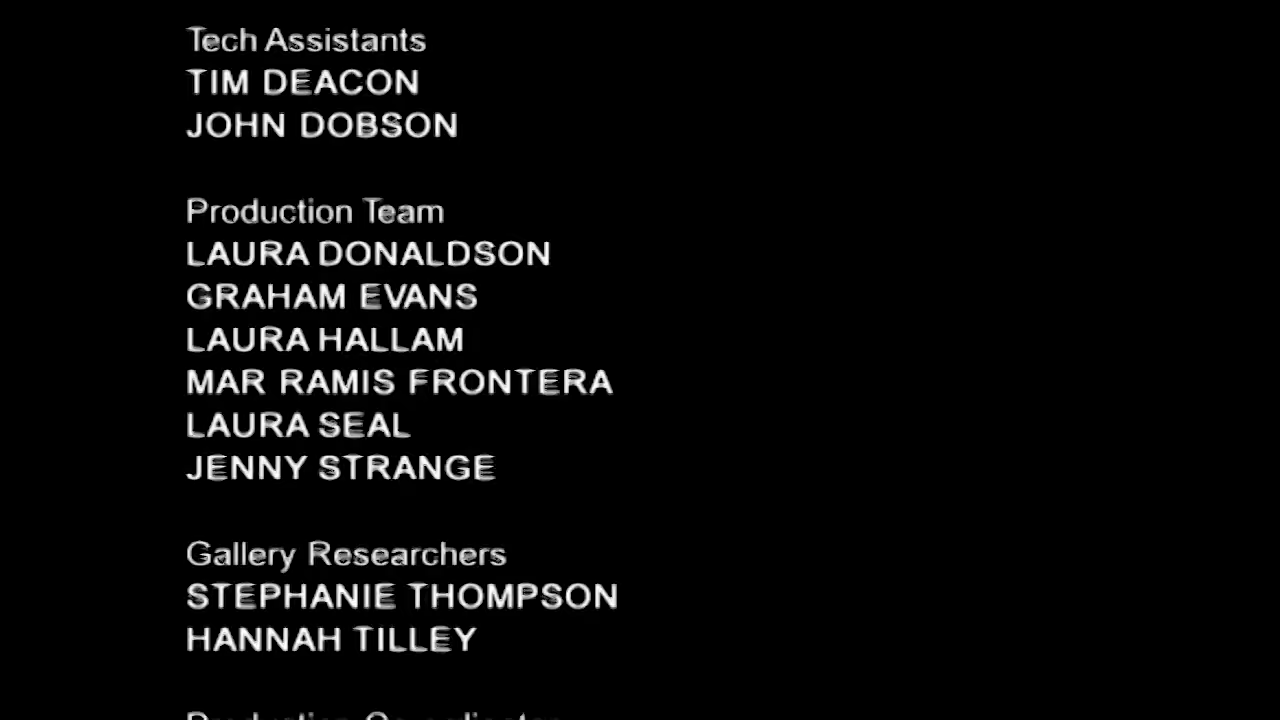 Tech Assistants
TIM DEACON
JOHN DOBSON
Production Team
LAURA DONALDSON
GRAHAM EVANS
LAURA HALLAM
MAR RAMIS FRONTERA
LAURA SEAL
JENNY STRANGE
Gallery Researchers
STEPHANIE THOMPSON
HANNAH TILLEY